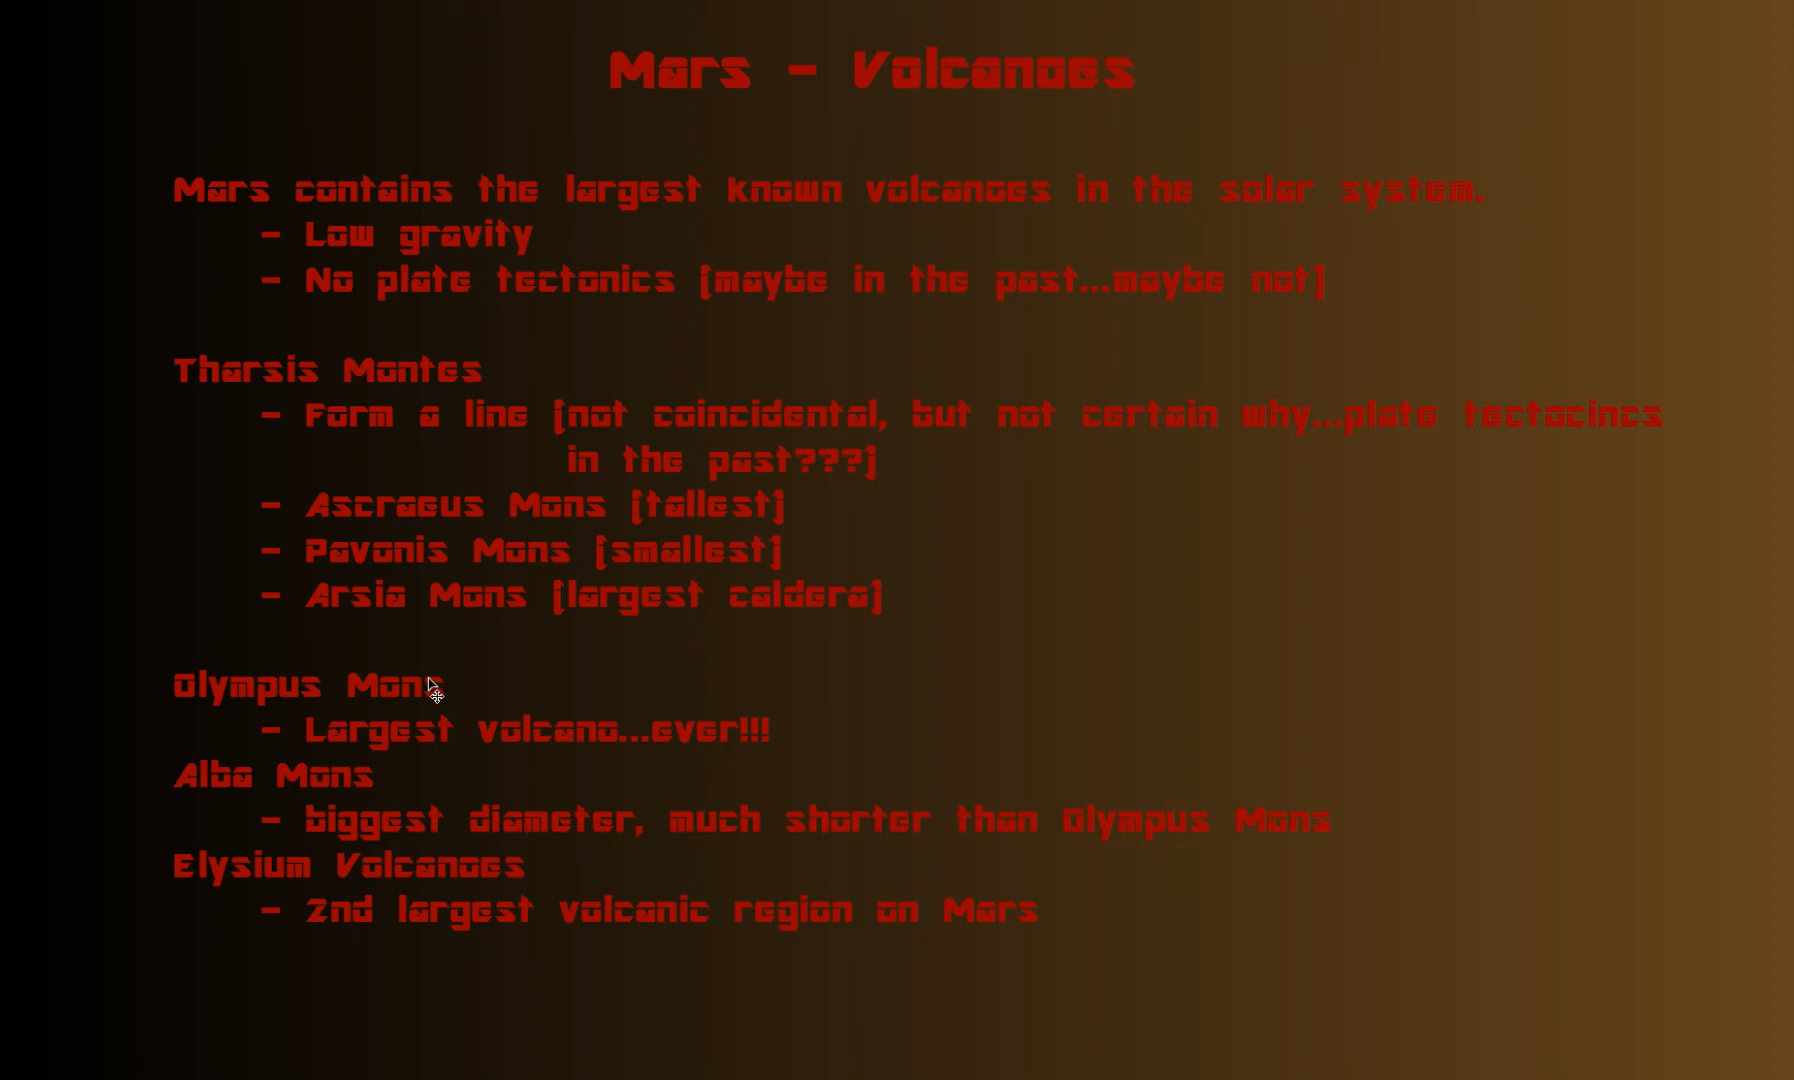 Mars - Volcanoes
Mars contains the largest known volcanoes in the solar system.
- Low gravity
- No plate tectonics (maybe in the past...maybe not)
Tharsis Montes
- Form a line (not coincidental, but not certain why...plate tectocincs
in the past???)
- Ascraeus Mons (tallest)
- Pavonis Mons (smallest)
- Arsia Mons (largest caldera)
Olympus Mons
- Largest volcano...ever!!!
Alba Mons
- biggest diameter, much shorter than Olympus Mons
Elysium Volcanoes
- 2nd largest volcanic region on Mars